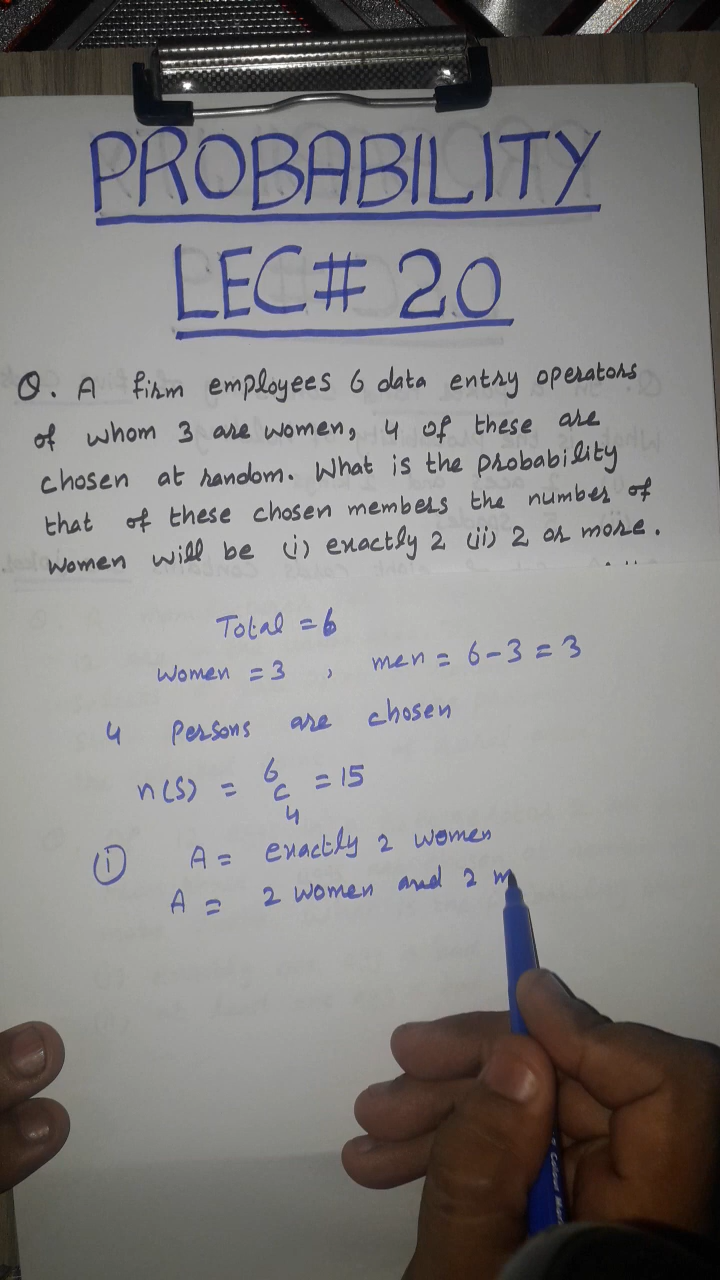 PROBABILITY
LEC# 20
Q. A firm employees 6 data entry operators
of whom 3 are women, 4 of these are
chosen at random. What is the probability
that of these chosen members the number of
women will be (i) exactly 2 (ii) 2 or more.
Total = 6
women = 3 , men = 6-3 = 3
4 Persons are chosen
n(S) = ⁶C₄ = 15
(i) A = exactly 2 women
A = 2 women and 2 m